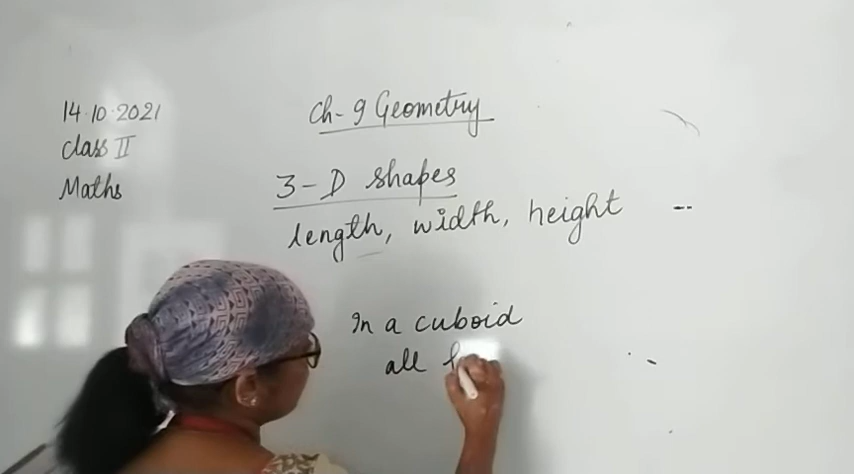 14.10.2021
class II
Maths
Ch-9 Geometry
3-D shapes
length, width, height
In a cuboid
all